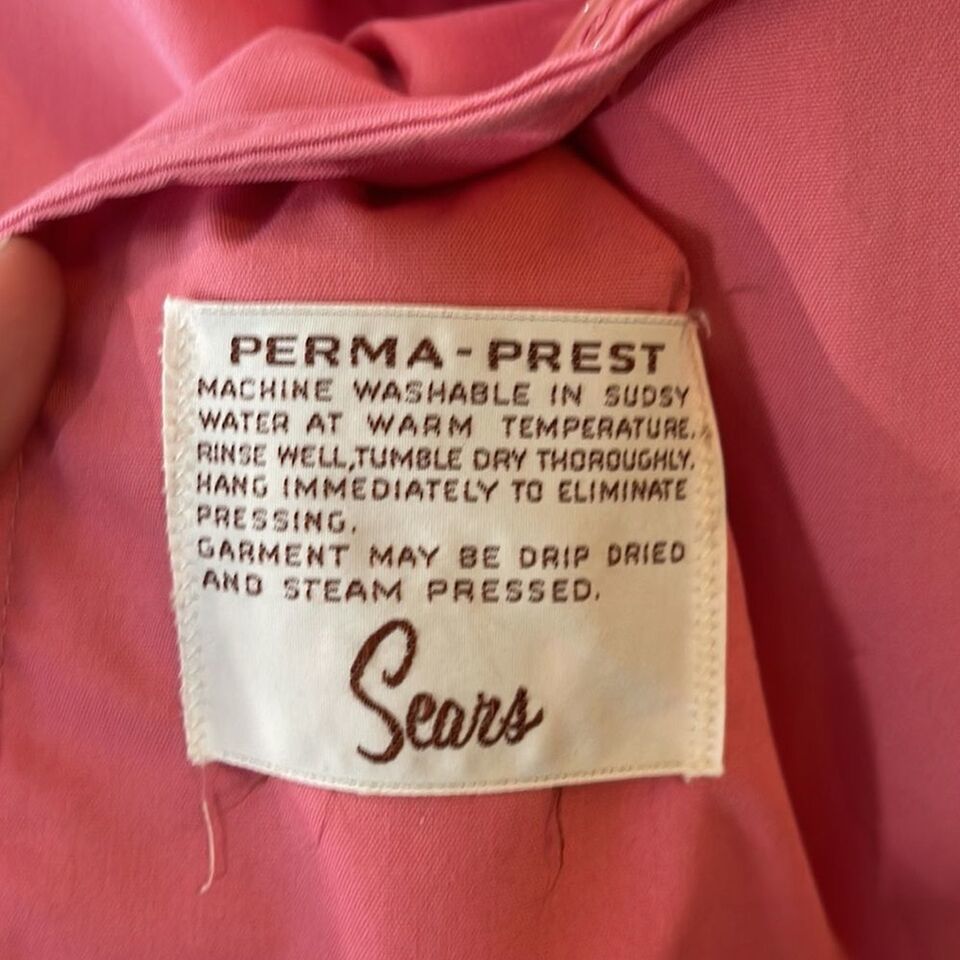 PERMA-PREST
MACHINE WASHABLE IN SUDSY
WATER AT WARM TEMPERATURE.
RINSE WELL,TUMBLE DRY THOROUGHLY.
HANG IMMEDIATELY TO ELIMINATE
PRESSING.
GARMENT MAY BE DRIP DRIED
AND STEAM PRESSED.
Sears